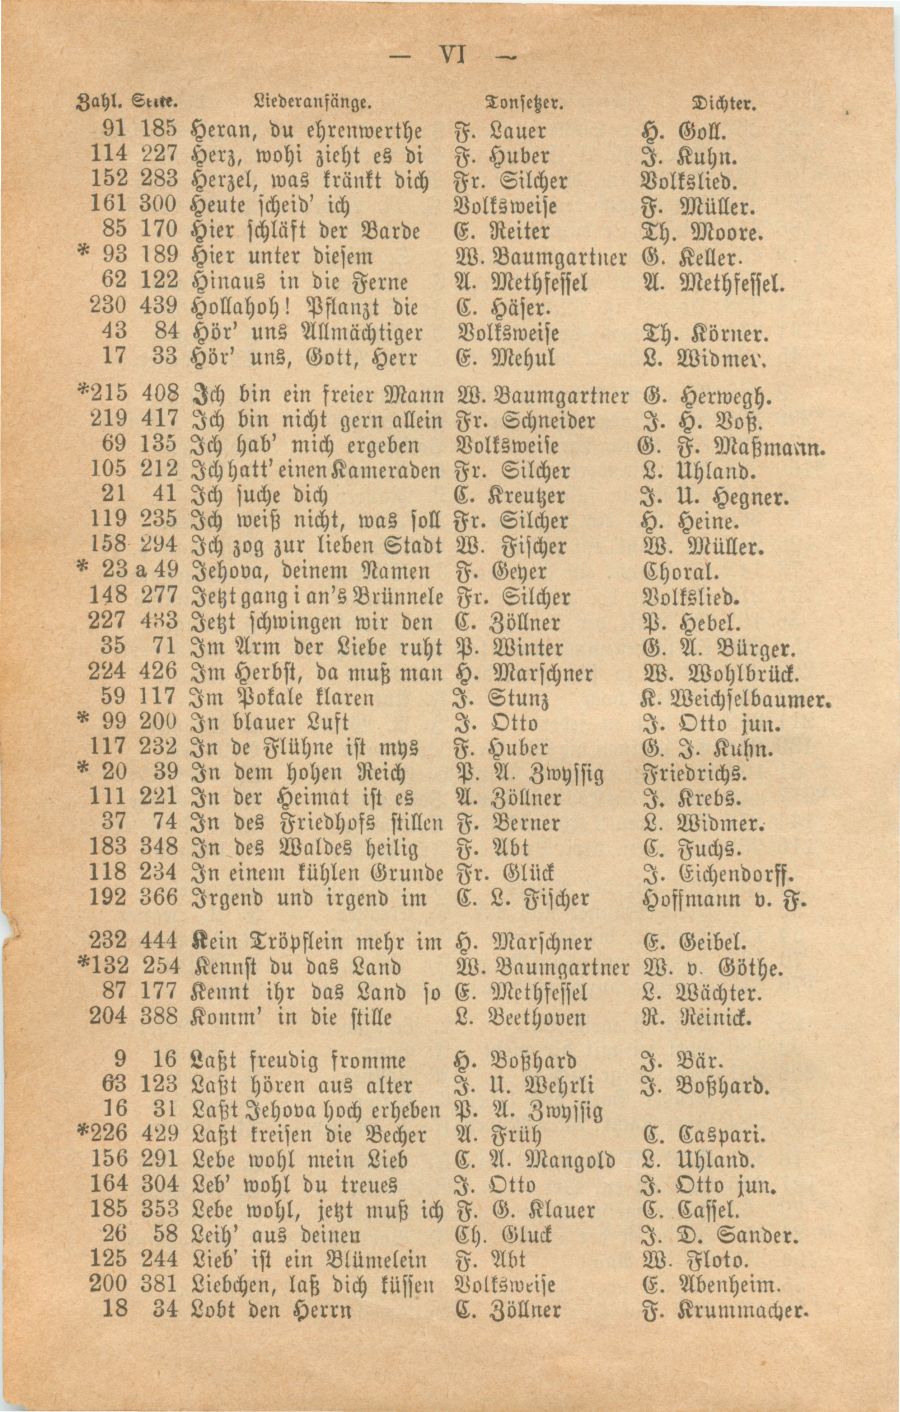 — VI —
Zahl. Seite. Liederanfänge. Tonsetzer. Dichter.
91 185 Heran, du ehrenwerthe F. Lauer H. Goll.
114 227 Herz, wohi zieht es di F. Huber J. Kuhn.
152 283 Herzel, was kränkt dich Fr. Silcher Volkslied.
161 300 Heute scheid' ich Volksweise F. Müller.
85 170 Hier schläft der Barde E. Reiter Th. Moore.
* 93 189 Hier unter diesem W. Baumgartner G. Keller.
62 122 Hinaus in die Ferne A. Methfessel A. Methfessel.
230 439 Hollahoh! Pflanzt die C. Häser.
43 84 Hör' uns Allmächtiger Volksweise Th. Körner.
17 33 Hör' uns, Gott, Herr E. Mehul L. Widmer.
*215 408 Ich bin ein freier Mann W. Baumgartner G. Herwegh.
219 417 Ich bin nicht gern allein Fr. Schneider J. H. Voß.
69 135 Ich hab' mich ergeben Volksweise G. F. Maßmann.
105 212 Ich hatt' einen Kameraden Fr. Silcher L. Uhland.
21 41 Ich suche dich C. Kreutzer J. U. Hegner.
119 235 Ich weiß nicht, was soll Fr. Silcher H. Heine.
158 294 Ich zog zur lieben Stadt W. Fischer W. Müller.
* 23 a 49 Jehova, deinem Namen F. Geyer Choral.
148 277 Jetzt gang i an's Brünnele Fr. Silcher Volkslied.
227 433 Jetzt schwingen wir den C. Zöllner P. Hebel.
35 71 Im Arm der Liebe ruht P. Winter G. A. Bürger.
224 426 Im Herbst, da muß man H. Marschner W. Wohlbrück.
59 117 Im Pokale klaren J. Stunz K. Weichselbaumer.
* 99 200 In blauer Luft J. Otto J. Otto jun.
117 232 In de Flühne ist mys F. Huber G. J. Kuhn.
* 20 39 In dem hohen Reich P. A. Zwyssig Friedrichs.
111 221 In der Heimat ist es A. Zöllner J. Krebs.
37 74 In des Friedhofs stillen F. Berner L. Widmer.
183 348 In des Waldes heilig F. Abt C. Fuchs.
118 234 In einem kühlen Grunde Fr. Glück J. Eichendorff.
192 366 Irgend und irgend im C. L. Fischer Hoffmann v. F.
232 444 Kein Tröpflein mehr im H. Marschner E. Geibel.
*132 254 Kennst du das Land W. Baumgartner W. v. Göthe.
87 177 Kennt ihr das Land so E. Methfessel L. Wächter.
204 388 Komm' in die stille L. Beethoven R. Reinick.
9 16 Laßt freudig fromme H. Boßhard J. Bär.
63 123 Laßt hören aus alter J. U. Wehrli J. Boßhard.
16 31 Laßt Jehova hoch erheben P. A. Zwyssig
*226 429 Laßt kreisen die Becher A. Früh C. Caspari.
156 291 Lebe wohl mein Lieb C. A. Mangold L. Uhland.
164 304 Leb' wohl du treues J. Otto J. Otto jun.
185 353 Lebe wohl, jetzt muß ich F. G. Klauer C. Cassel.
26 58 Leih' aus deinen Ch. Gluck J. D. Sander.
125 244 Lieb' ist ein Blümelein F. Abt W. Floto.
200 381 Liebchen, laß dich küssen Volksweise E. Abenheim.
18 34 Lobt den Herrn C. Zöllner F. Krummacher.